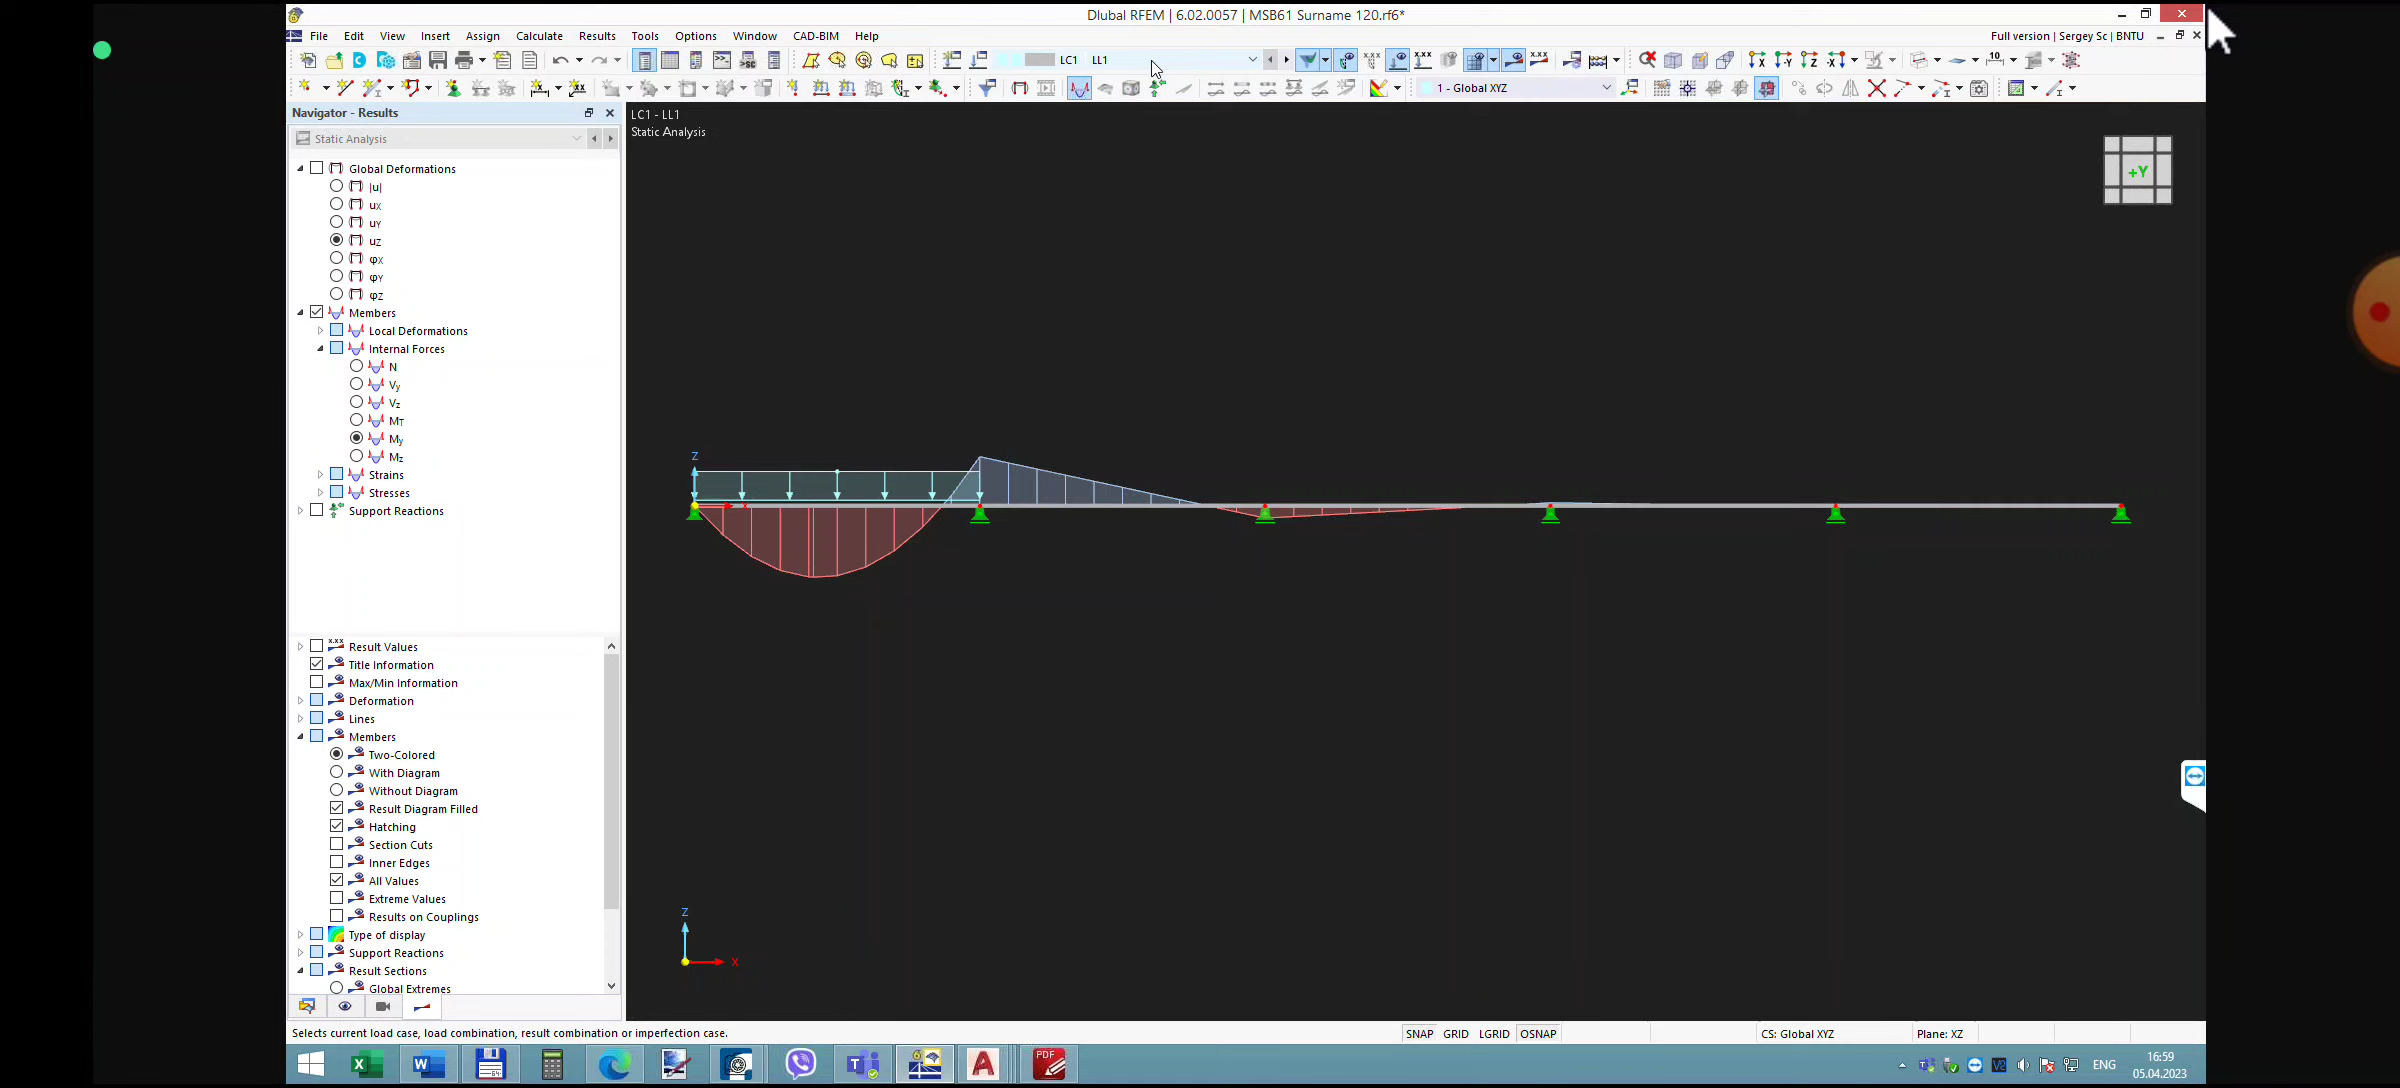 Dlubal RFEM | 6.02.0057 | MSB61 Surname 120.rf6*
File Edit View Insert Assign Calculate Results Tools Options Window CAD-BIM Help
Full version | Sergey Sc | BNTU
LC1 LL1
1 - Global XYZ
Navigator - Results
Static Analysis
Global Deformations
|u|
uX
uY
uZ
φX
φY
φZ
Members
Local Deformations
Internal Forces
N
Vy
Vz
MT
My
Mz
Strains
Stresses
Support Reactions
Result Values
Title Information
Max/Min Information
Deformation
Lines
Members
Two-Colored
With Diagram
Without Diagram
Result Diagram Filled
Hatching
Section Cuts
Inner Edges
All Values
Extreme Values
Results on Couplings
Type of display
Support Reactions
Result Sections
Global Extremes
LC1 - LL1
Static Analysis
+Y
Z
X
Z
X
Selects current load case, load combination, result combination or imperfection case.
SNAP GRID LGRID OSNAP
CS: Global XYZ
Plane: XZ
PDF
ENG
16:59
05.04.2023